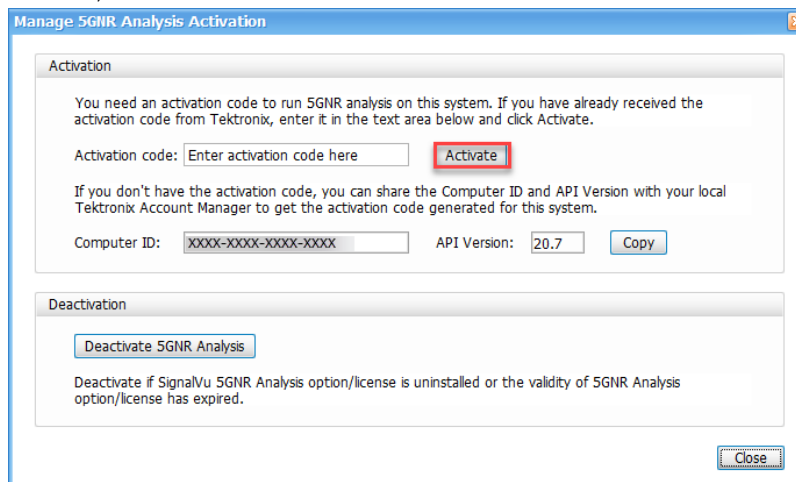 Manage 5GNR Analysis Activation
Activation
You need an activation code to run 5GNR analysis on this system. If you have already received the
activation code from Tektronix, enter it in the text area below and click Activate.
Activation code: Enter activation code here Activate
If you don't have the activation code, you can share the Computer ID and API Version with your local
Tektronix Account Manager to get the activation code generated for this system.
Computer ID: XXXX-XXXX-XXXX-XXXX API Version: 20.7 Copy
Deactivation
Deactivate 5GNR Analysis
Deactivate if SignalVu 5GNR Analysis option/license is uninstalled or the validity of 5GNR Analysis
option/license has expired.
Close